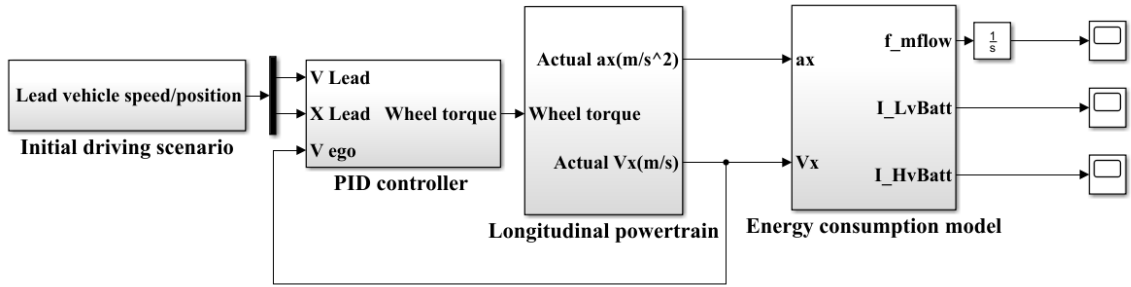 Lead vehicle speed/position
Initial driving scenario
V Lead
X Lead
V ego
Wheel torque
PID controller
Wheel torque
Actual ax(m/s^2)
Actual Vx(m/s)
Longitudinal powertrain
ax
Vx
f_mflow
I_LvBatt
I_HvBatt
Energy consumption model
1
s